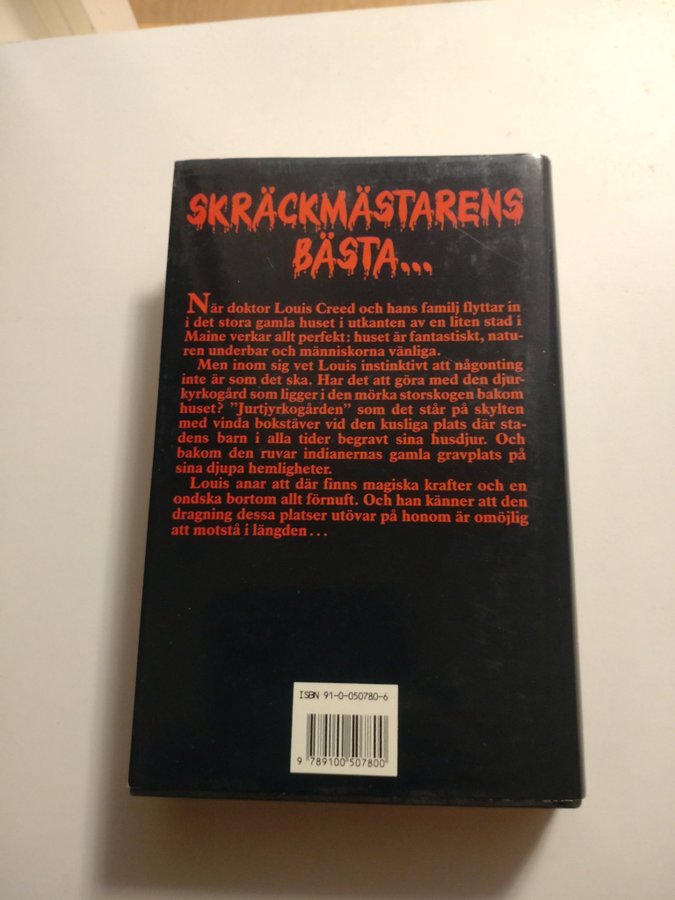 SKRÄCKMÄSTARENS
BÄSTA...
När doktor Louis Creed och hans familj flyttar in
i det stora gamla huset i utkanten av en liten stad i
Maine verkar allt perfekt: huset är fantastiskt, natu-
ren underbar och människorna vänliga.
Men inom sig vet Louis instinktivt att någonting
inte är som det ska. Har det att göra med den djur-
kyrkogård som ligger i den mörka storskogen bakom
huset? ”Jurtjyrkogården” som det står på skylten
med vinda bokstäver vid den kusliga plats där sta-
dens barn i alla tider begravt sina husdjur. Och
bakom den ruvar indianernas gamla gravplats på
sina djupa hemligheter.
Louis anar att där finns magiska krafter och en
ondska bortom allt förnuft. Och han känner att den
dragning dessa platser utövar på honom är omöjlig
att motstå i längden...
ISBN 91-0-050780-6
9 789100 507800